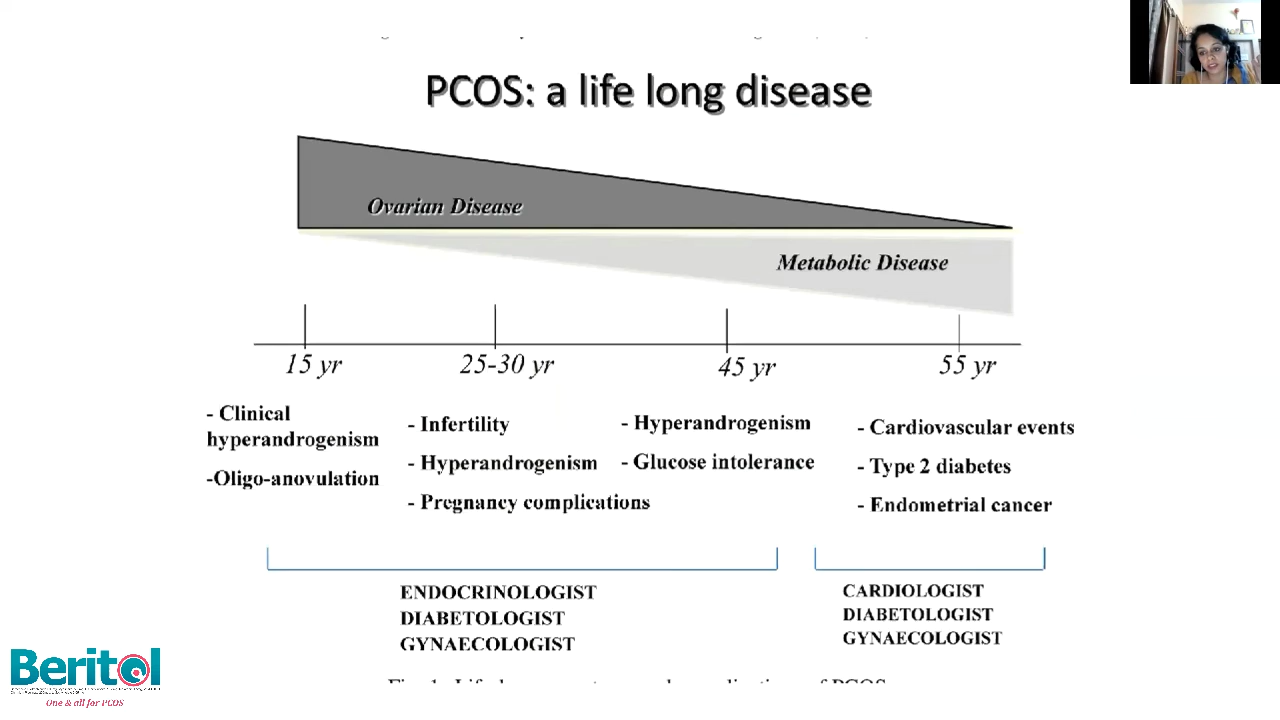 PCOS: a life long disease
Ovarian Disease
Metabolic Disease
15 yr
25-30 yr
45 yr
55 yr
- Clinical
hyperandrogenism
-Oligo-anovulation
- Infertility
- Hyperandrogenism
- Pregnancy complications
- Hyperandrogenism
- Glucose intolerance
- Cardiovascular events
- Type 2 diabetes
- Endometrial cancer
ENDOCRINOLOGIST
DIABETOLOGIST
GYNAECOLOGIST
CARDIOLOGIST
DIABETOLOGIST
GYNAECOLOGIST
Beritol
One & all for PCOS
of PCOS